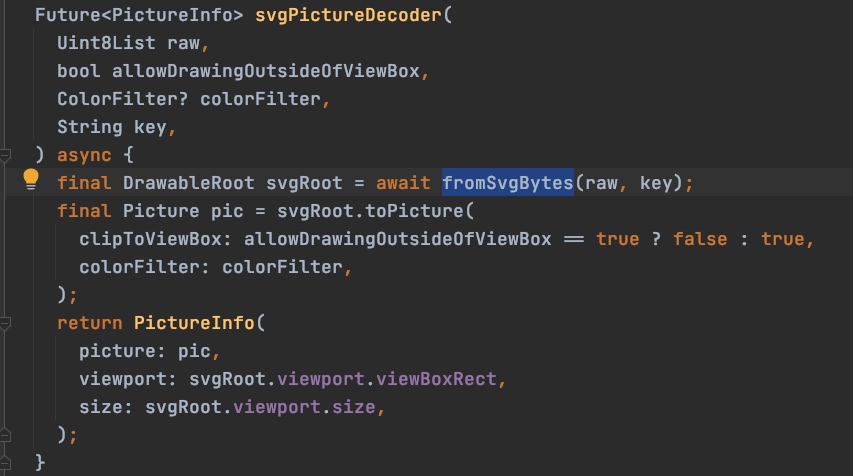 Future<PictureInfo> svgPictureDecoder(
  Uint8List raw,
  bool allowDrawingOutsideOfViewBox,
  ColorFilter? colorFilter,
  String key,
) async {
  final DrawableRoot svgRoot = await fromSvgBytes(raw, key);
  final Picture pic = svgRoot.toPicture(
    clipToViewBox: allowDrawingOutsideOfViewBox == true ? false : true,
    colorFilter: colorFilter,
  );
  return PictureInfo(
    picture: pic,
    viewport: svgRoot.viewport.viewBoxRect,
    size: svgRoot.viewport.size,
  );
}